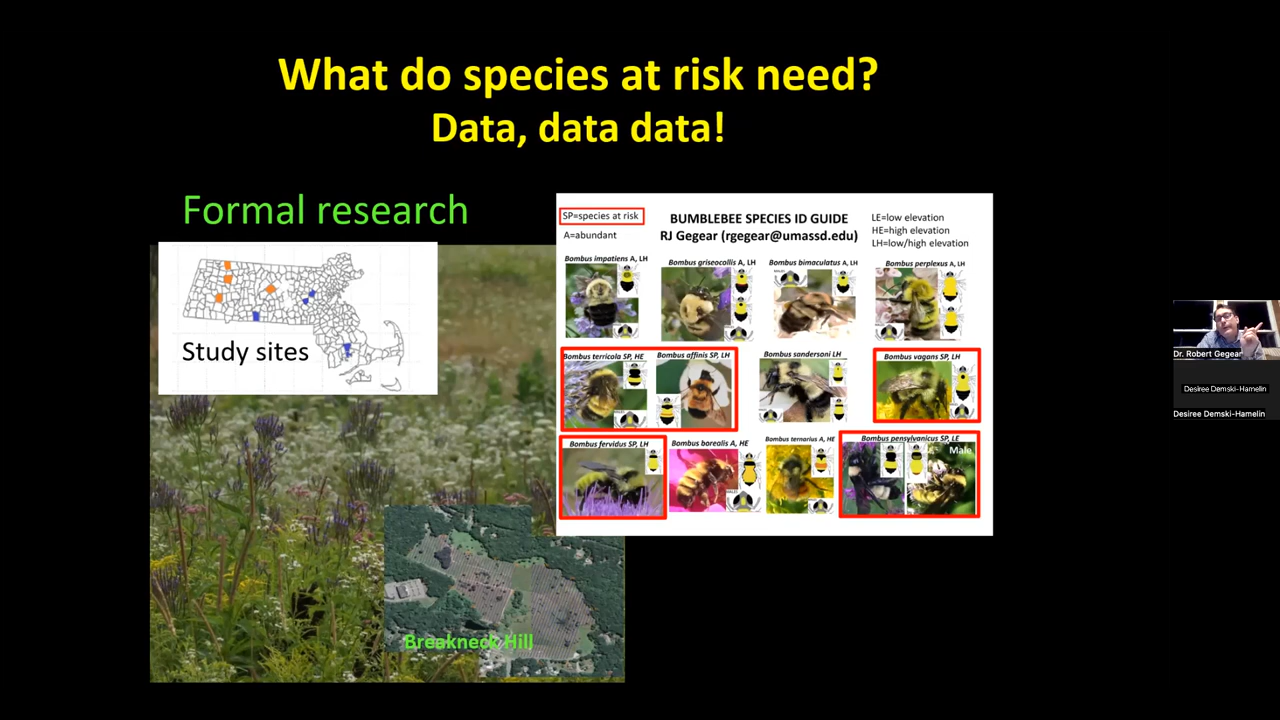 What do species at risk need?
Data, data data!
Formal research
Study sites
Breakneck Hill
SP=species at risk
A=abundant
BUMBLEBEE SPECIES ID GUIDE
RJ Gegear (rgegear@umassd.edu)
LE=low elevation
HE=high elevation
LH=low/high elevation
Bombus impatiens A, LH
Bombus griseocollis A, LH
Bombus bimaculatus A, LH
Bombus perplexus A, LH
Bombus terricola SP, HE
Bombus affinis SP, LH
Bombus sandersoni LH
Bombus vagans SP, LH
Bombus fervidus SP, LH
Bombus borealis A, HE
Bombus ternarius A, HE
Bombus pensylvanicus SP, LE
Male
Dr. Robert Gegear
Desiree Demski-Hamelin
Desiree Demski-Hamelin